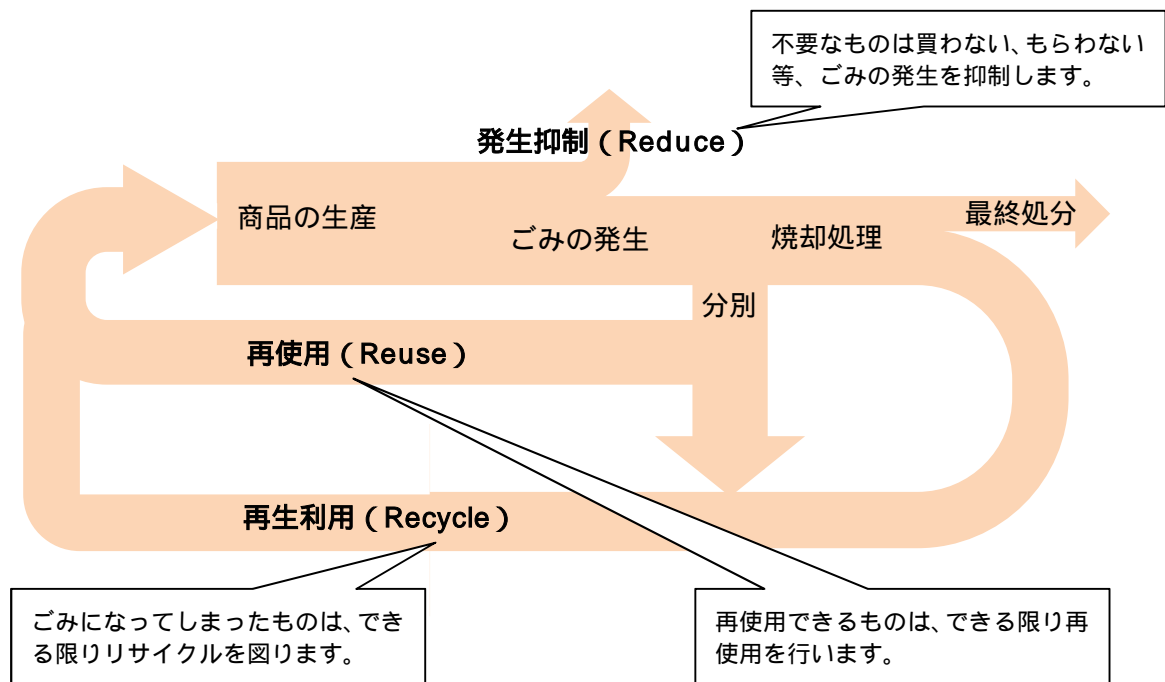 不要なものは買わない、もらわない
等、ごみの発生を抑制します。
発生抑制（Reduce）
商品の生産
ごみの発生
焼却処理
最終処分
分別
再使用（Reuse）
再生利用（Recycle）
ごみになってしまったものは、でき
る限りリサイクルを図ります。
再使用できるものは、できる限り再
使用を行います。